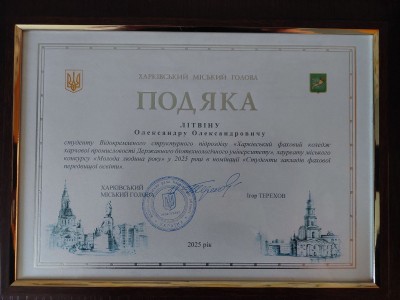 ХАРКІВСЬКИЙ МІСЬКИЙ ГОЛОВА
ПОДЯКА
ЛІТВІНУ
Олександру Олександровичу
студенту Відокремленого структурного підрозділу «Харківський фаховий коледж
харчової промисловості Державного біотехнологічного університету», лауреату міського
конкурсу «Молода людина року» у 2025 році в номінації «Студенти закладів фахової
передвищої освіти»
ХАРКІВСЬКИЙ
МІСЬКИЙ ГОЛОВА
Ігор ТЕРЕХОВ
2025 рік